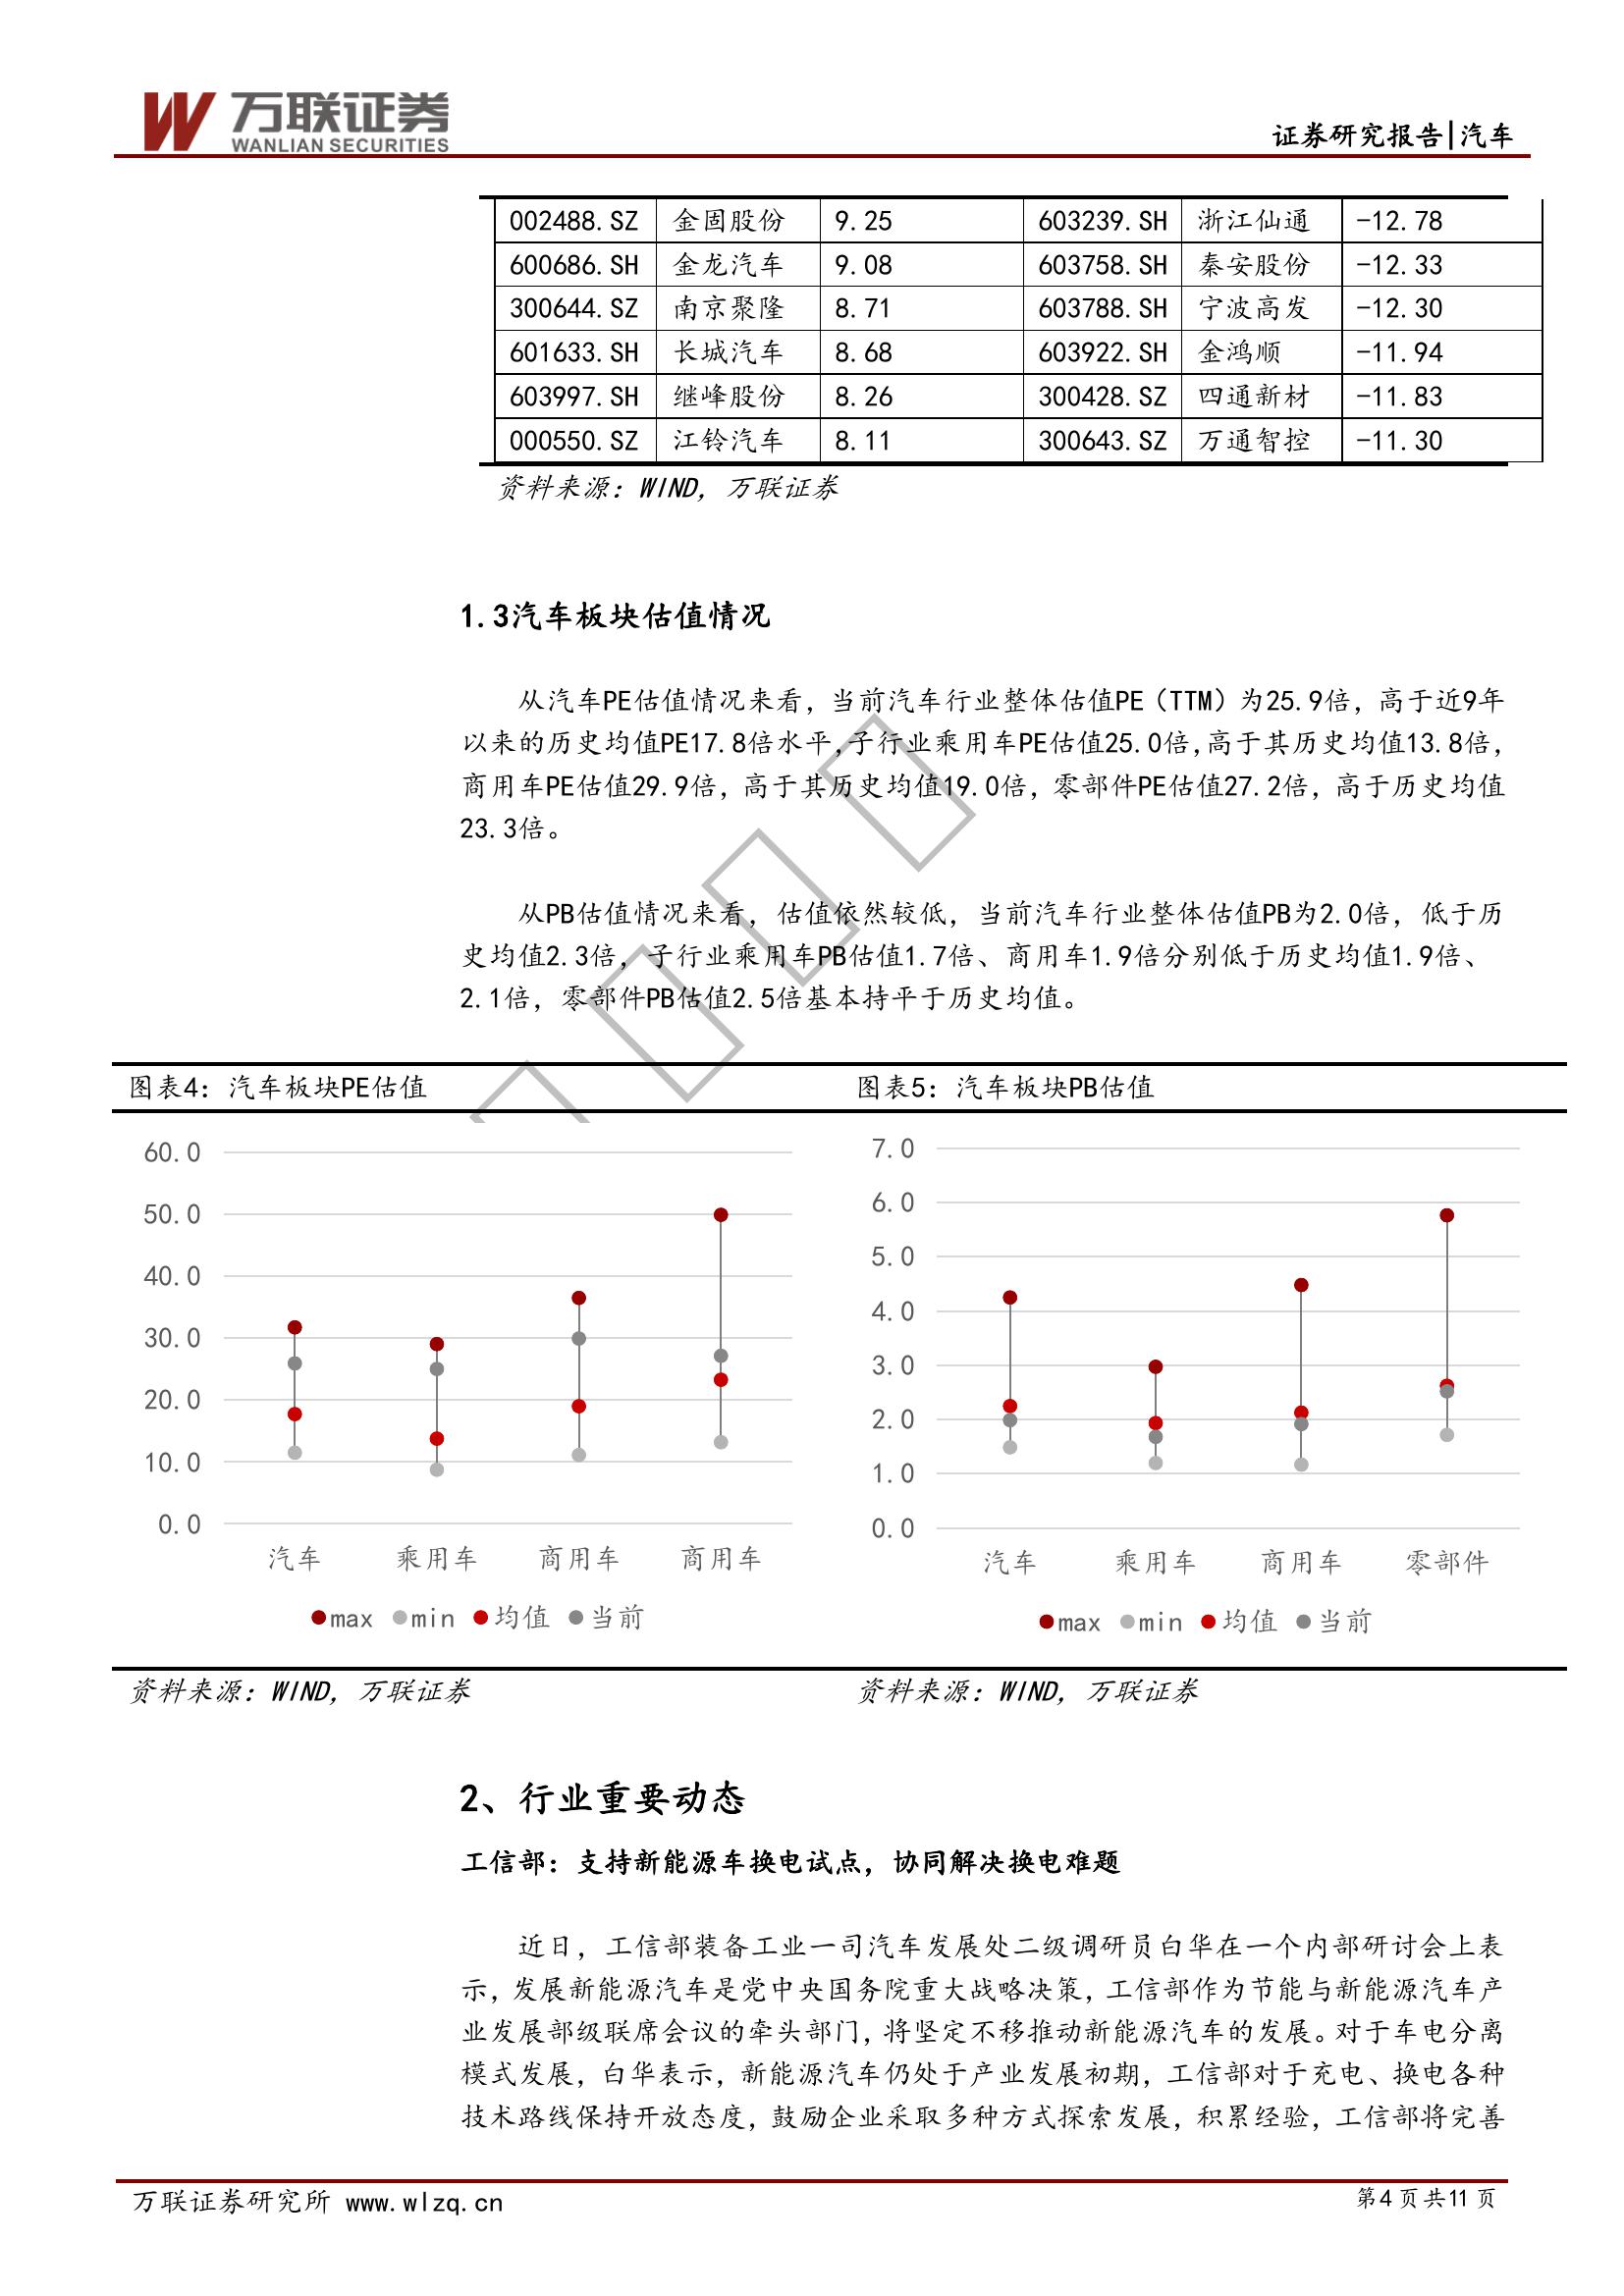 万联证券
WANLIAN SECURITIES
证券研究报告|汽车
002488.SZ 金固股份 9.25 603239.SH 浙江仙通 -12.78
600686.SH 金龙汽车 9.08 603758.SH 秦安股份 -12.33
300644.SZ 南京聚隆 8.71 603788.SH 宁波高发 -12.30
601633.SH 长城汽车 8.68 603922.SH 金鸿顺 -11.94
603997.SH 继峰股份 8.26 300428.SZ 四通新材 -11.83
000550.SZ 江铃汽车 8.11 300643.SZ 万通智控 -11.30
资料来源：WIND，万联证券
1.3汽车板块估值情况
从汽车PE估值情况来看，当前汽车行业整体估值PE（TTM）为25.9倍，高于近9年
以来的历史均值PE17.8倍水平，子行业乘用车PE估值25.0倍，高于其历史均值13.8倍，
商用车PE估值29.9倍，高于其历史均值19.0倍，零部件PE估值27.2倍，高于历史均值
23.3倍。
从PB估值情况来看，估值依然较低，当前汽车行业整体估值PB为2.0倍，低于历
史均值2.3倍，子行业乘用车PB估值1.7倍、商用车1.9倍分别低于历史均值1.9倍、
2.1倍，零部件PB估值2.5倍基本持平于历史均值。
图表4：汽车板块PE估值
60.0
50.0
40.0
30.0
20.0
10.0
0.0
汽车 乘用车 商用车 商用车
max min 均值 当前
资料来源：WIND，万联证券
图表5：汽车板块PB估值
7.0
6.0
5.0
4.0
3.0
2.0
1.0
0.0
汽车 乘用车 商用车 零部件
max min 均值 当前
资料来源：WIND，万联证券
2、行业重要动态
工信部：支持新能源车换电试点，协同解决换电难题
近日，工信部装备工业一司汽车发展处二级调研员白华在一个内部研讨会上表
示，发展新能源汽车是党中央国务院重大战略决策，工信部作为节能与新能源汽车产
业发展部级联席会议的牵头部门，将坚定不移推动新能源汽车的发展。对于车电分离
模式发展，白华表示，新能源汽车仍处于产业发展初期，工信部对于充电、换电各种
技术路线保持开放态度，鼓励企业采取多种方式探索发展，积累经验，工信部将完善
万联证券研究所 www.wlzq.cn
第4页共11页